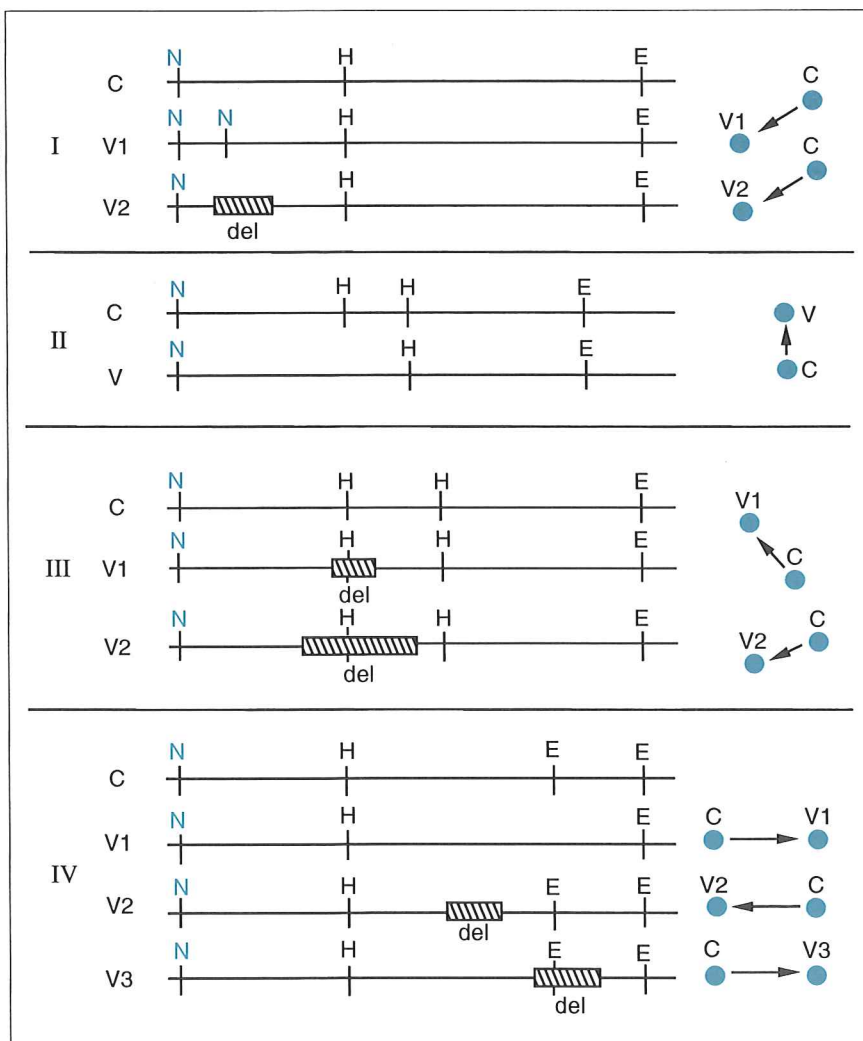 N H E
C
C
I V1 N N H E V1
C
V2 N H E V2
del
N H H E
C V
II
V N H E C
N H H E
C V1
III V1 N H H E C
del
V2 N H H E V2 C
del
N H E E
C
V1 N H E C V1
IV
V2 N H E E V2 C
del
V3 N H E E C V3
del